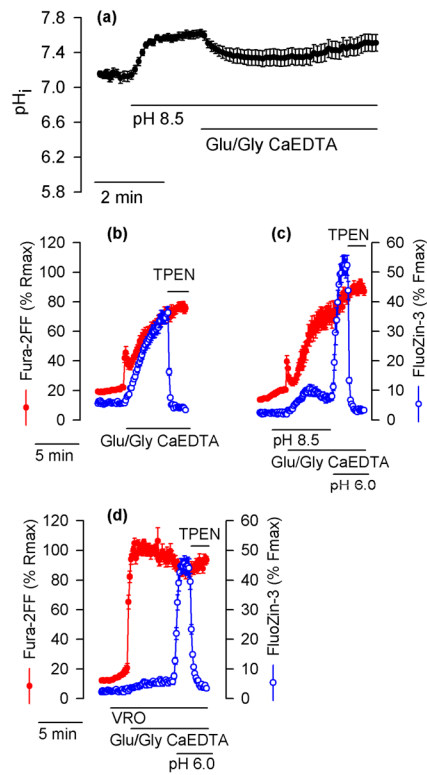 (a)
7.8
7.4
7.0
6.6
6.2
5.8
pHi
pH 8.5
Glu/Gly CaEDTA
2 min
(b)
(c)
TPEN
TPEN
Fura-2FF (% Rmax)
120
100
80
60
40
20
0
60
50
40
30
20
10
0
FluoZin-3 (% Fmax)
Glu/Gly CaEDTA
5 min
pH 8.5
Glu/Gly CaEDTA
pH 6.0
(d)
TPEN
Fura-2FF (% Rmax)
120
100
80
60
40
20
0
60
50
40
30
20
10
0
FluoZin-3 (% Fmax)
5 min
VRO
Glu/Gly CaEDTA
pH 6.0